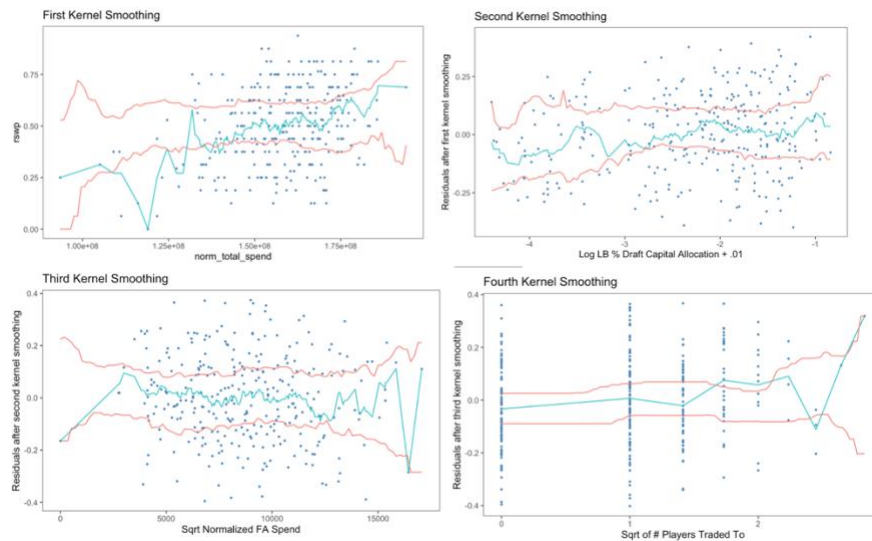 First Kernel Smoothing
rswp
0.75
0.50
0.25
0.00
1.00e+08 1.25e+08 1.50e+08 1.75e+08
norm_total_spend
Second Kernel Smoothing
Residuals after first kernel smoothing
0.25
0.00
-0.25
-4 -3 -2 -1
Log LB % Draft Capital Allocation + .01
Third Kernel Smoothing
Residuals after second kernel smoothing
0.4
0.2
0.0
-0.2
-0.4
0 5000 10000 15000
Sqrt Normalized FA Spend
Fourth Kernel Smoothing
Residuals after third kernel smoothing
0.4
0.2
0.0
-0.2
-0.4
0 1 2
Sqrt of # Players Traded To